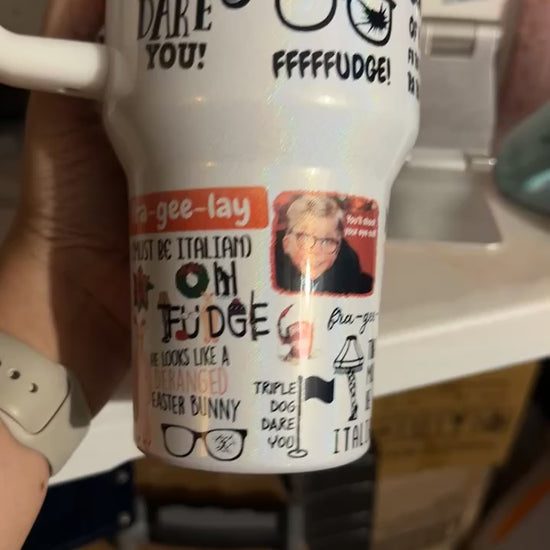 DARE
YOU!
FFFFFUDGE!
ra-gee-lay
MUST BE ITALIAN)
OH
FUDGE
HE LOOKS LIKE A
DERANGED
EASTER BUNNY
You'll shoot
your eye out!
fra-gee-
TRIPLE
DOG
DARE
YOU
ITAL